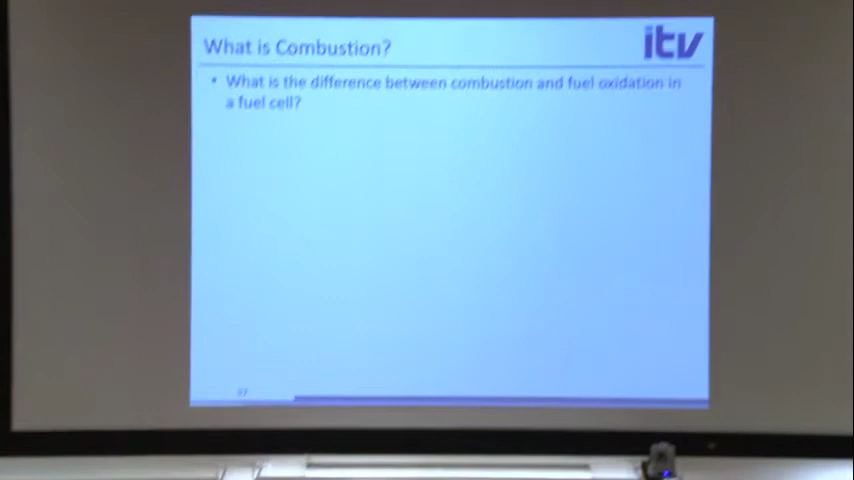 What is Combustion?
itv
• What is the difference between combustion and fuel oxidation in
a fuel cell?